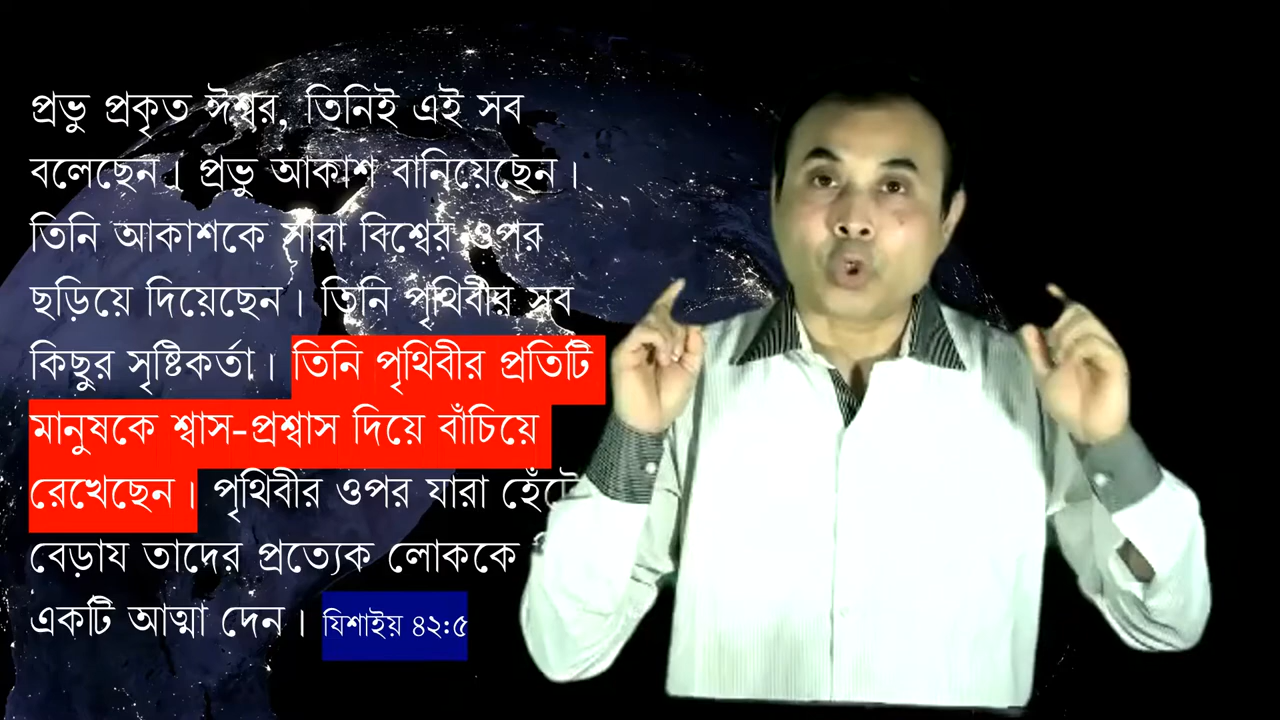 প্রভু প্রকৃত ঈশ্বর, তিনিই এই সব
বলেছেন। প্রভু আকাশ বানিয়েছেন।
তিনি আকাশকে সারা বিশ্বের ওপর
ছড়িয়ে দিয়েছেন। তিনি পৃথিবীর সব
কিছুর সৃষ্টিকর্তা। তিনি পৃথিবীর প্রতিটি
মানুষকে শ্বাস-প্রশ্বাস দিয়ে বাঁচিয়ে
রেখেছেন। পৃথিবীর ওপর যারা হেঁটে
বেড়ায তাদের প্রত্যেক লোককে
একটি আত্মা দেন। যিশাইয় ৪২:৫